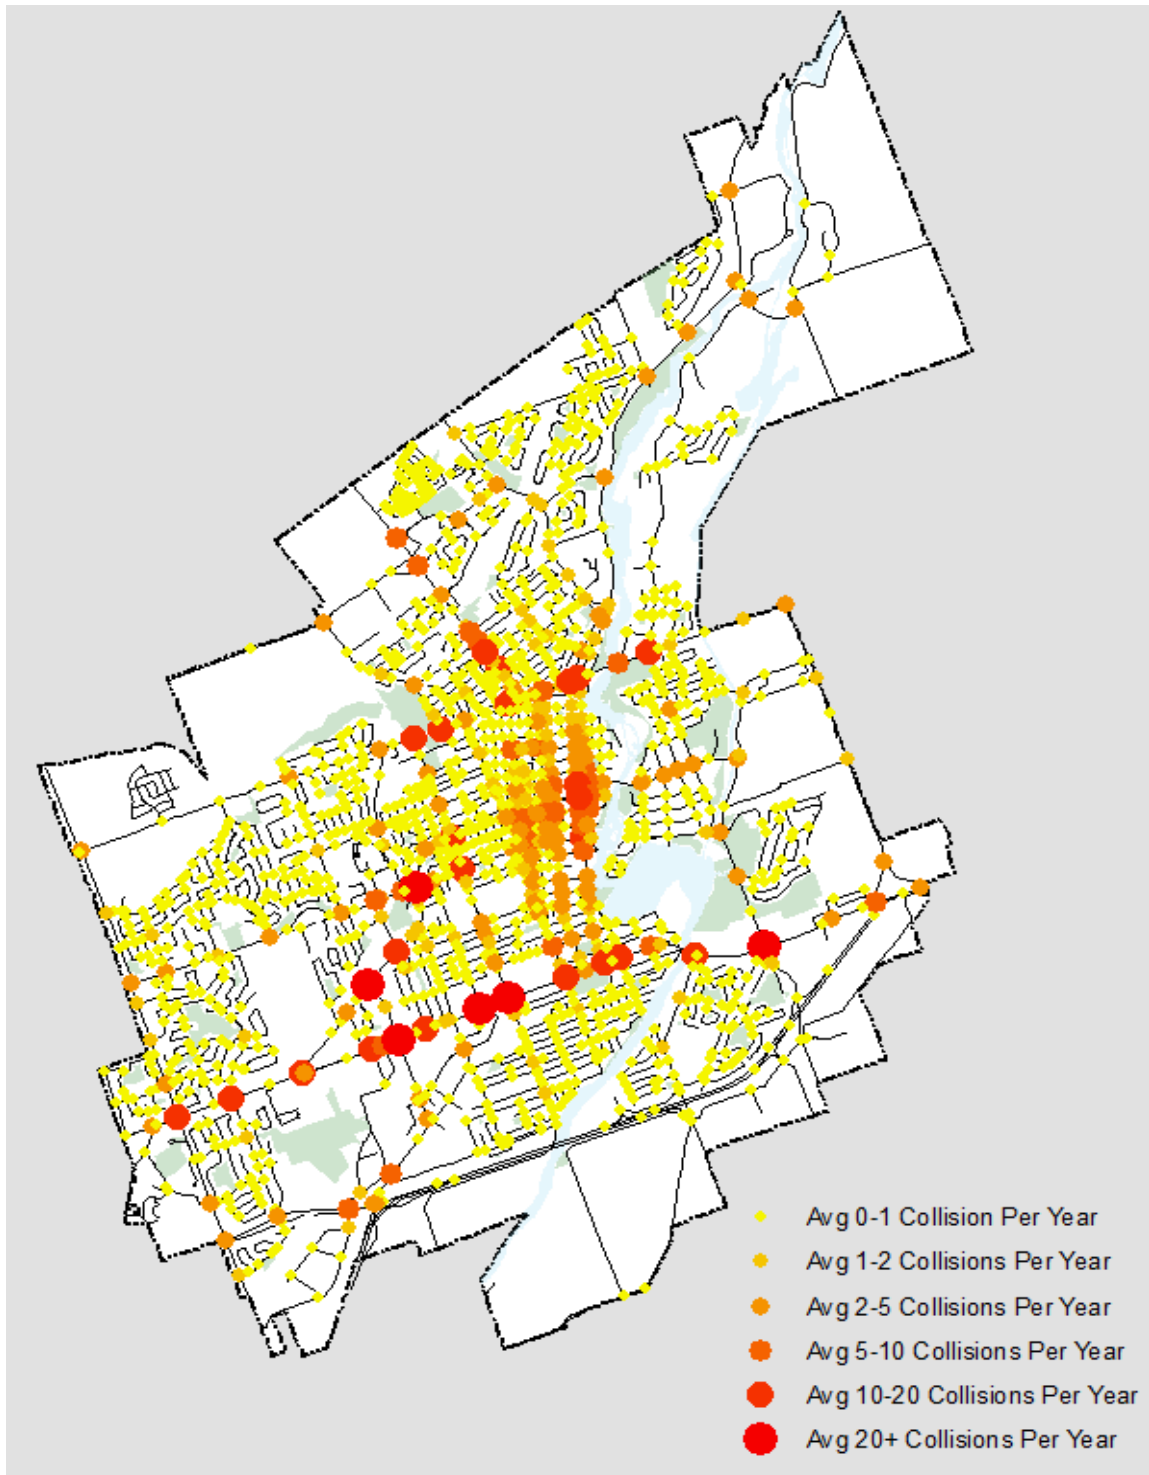 Avg 0-1 Collision Per Year
Avg 1-2 Collisions Per Year
Avg 2-5 Collisions Per Year
Avg 5-10 Collisions Per Year
Avg 10-20 Collisions Per Year
Avg 20+ Collisions Per Year